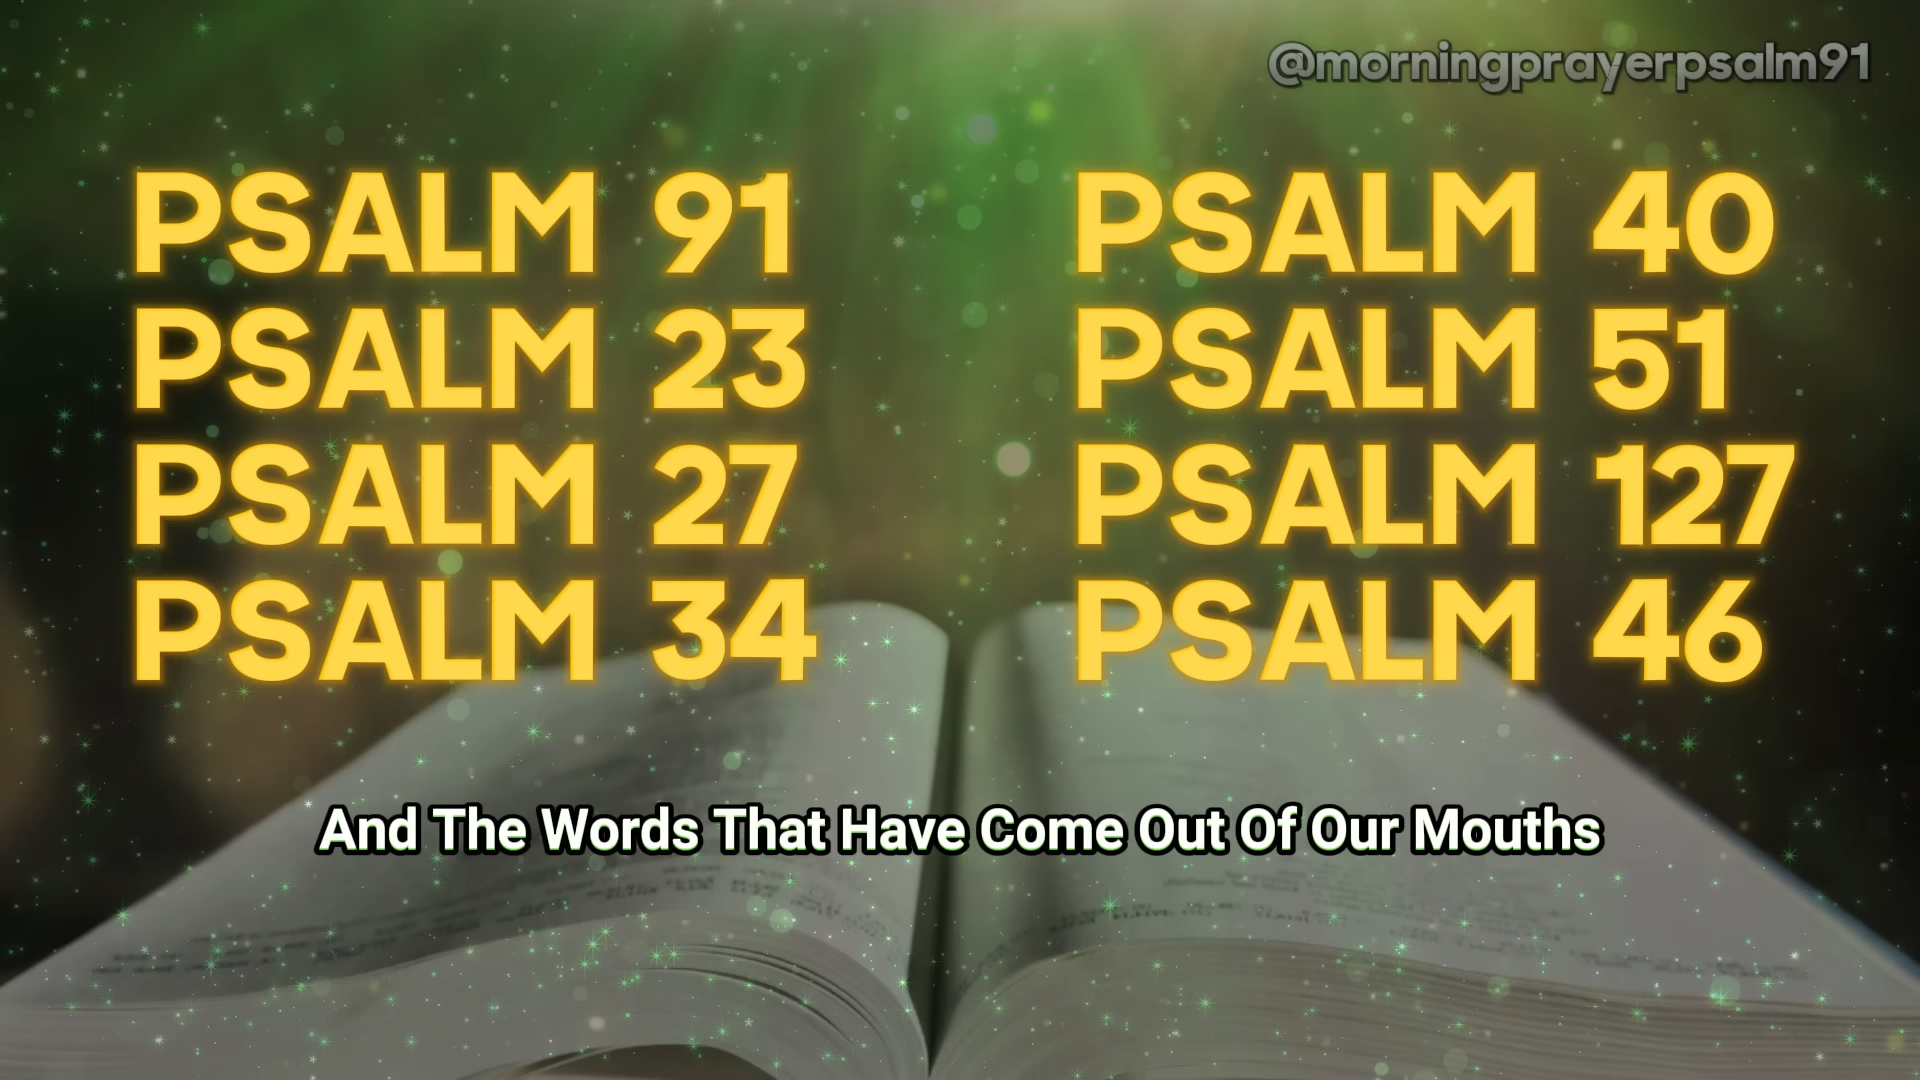 @morningprayerpsalm91
PSALM 91
PSALM 23
PSALM 27
PSALM 34
PSALM 40
PSALM 51
PSALM 127
PSALM 46
And The Words That Have Come Out Of Our Mouths